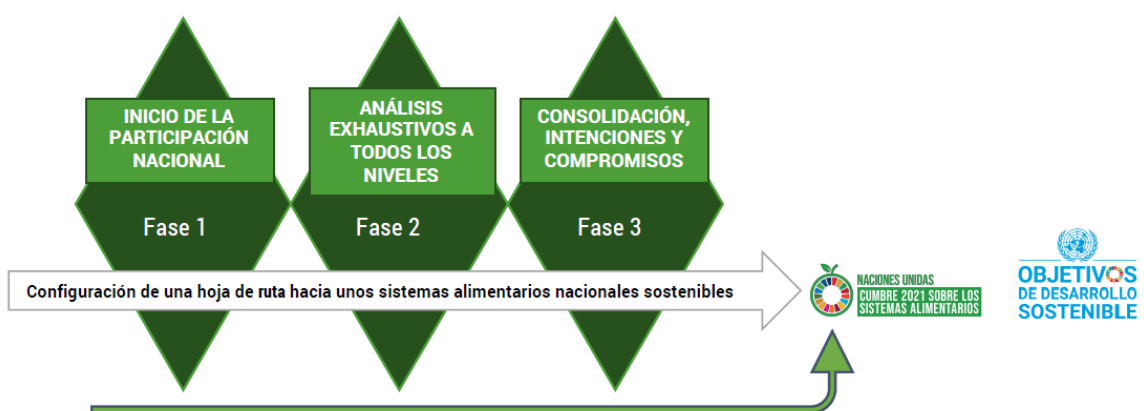 INICIO DE LA
PARTICIPACIÓN
NACIONAL
ANÁLISIS
EXHAUSTIVOS A
TODOS LOS
NIVELES
CONSOLIDACIÓN,
INTENCIONES Y
COMPROMISOS
Fase 1
Fase 2
Fase 3
Configuración de una hoja de ruta hacia unos sistemas alimentarios nacionales sostenibles
NACIONES UNIDAS
CUMBRE 2021 SOBRE LOS
SISTEMAS ALIMENTARIOS
OBJETIVOS
DE DESARROLLO
SOSTENIBLE